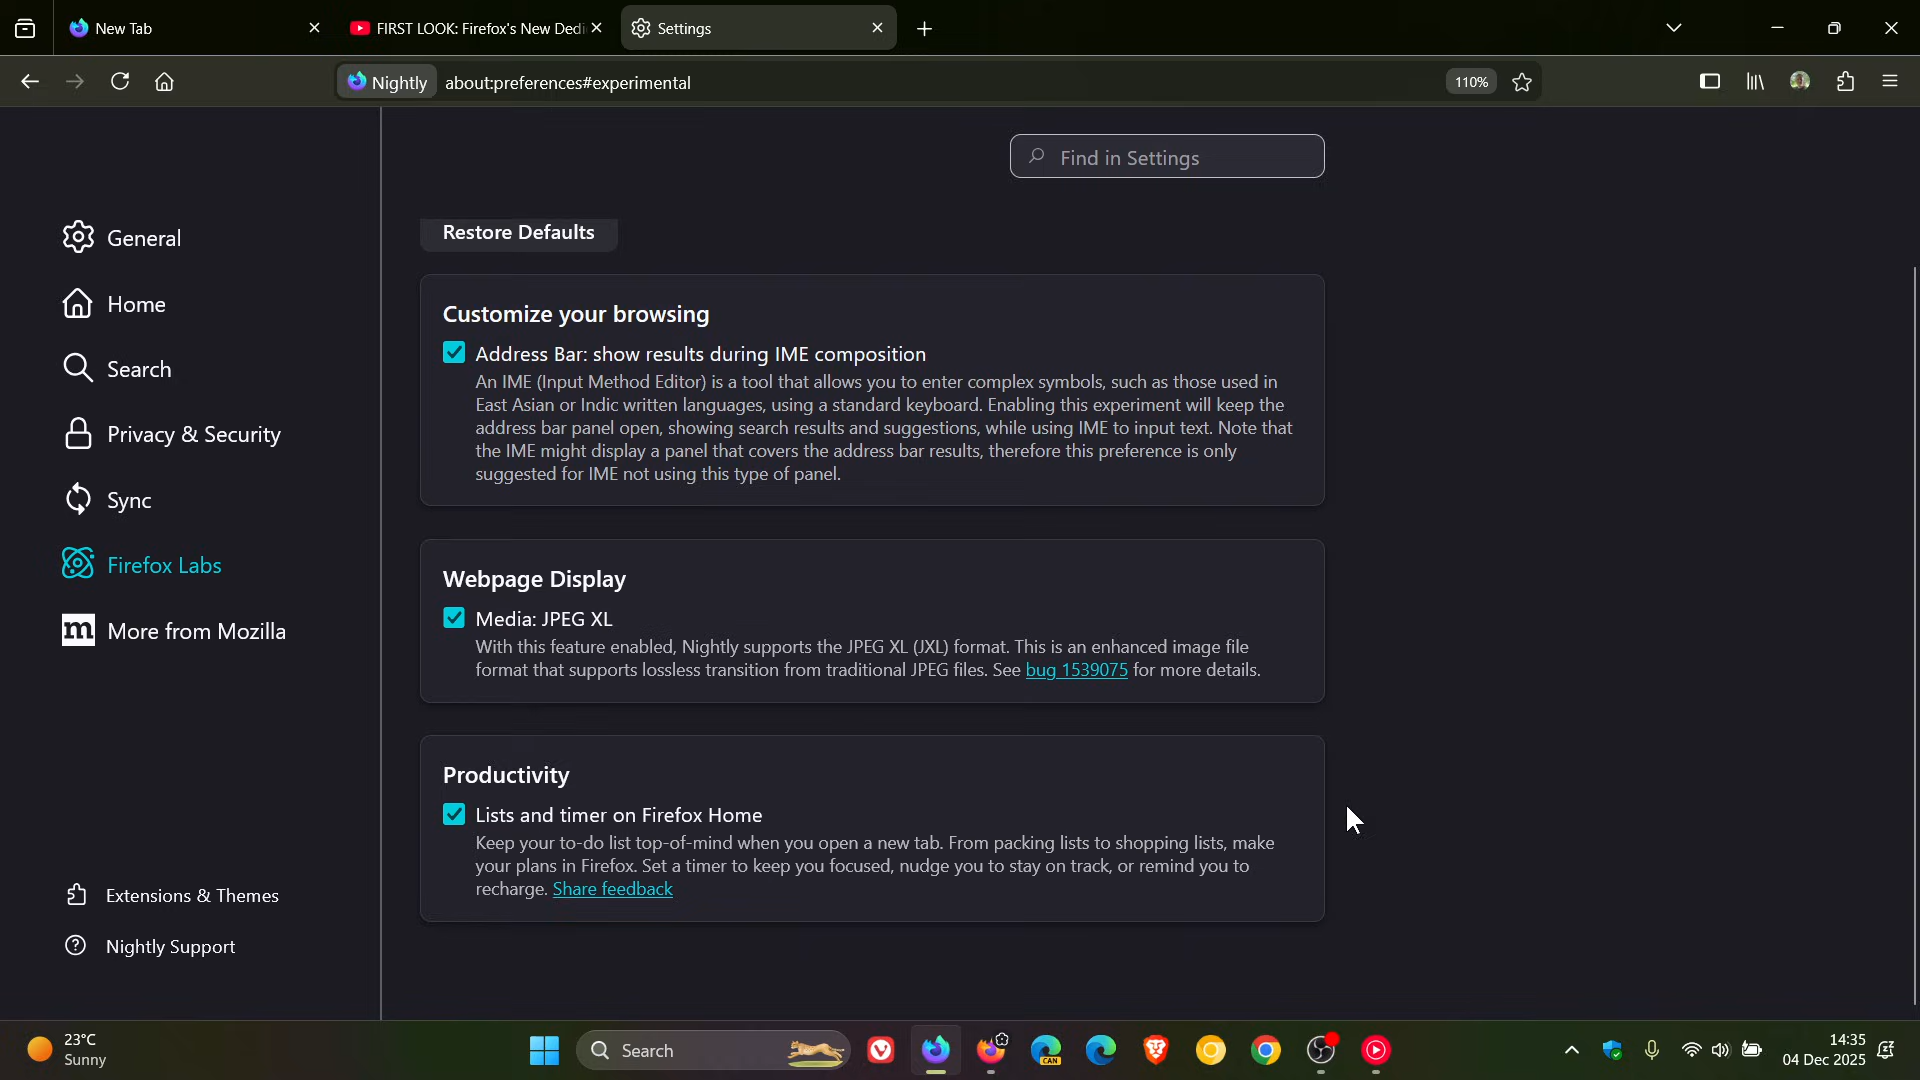 New Tab
FIRST LOOK: Firefox's New Dedi
Settings
Nightly
about:preferences#experimental
110%
Find in Settings
General
Home
Search
Privacy & Security
Sync
Firefox Labs
m More from Mozilla
Extensions & Themes
Nightly Support
Restore Defaults
Customize your browsing
Address Bar: show results during IME composition
An IME (Input Method Editor) is a tool that allows you to enter complex symbols, such as those used in
East Asian or Indic written languages, using a standard keyboard. Enabling this experiment will keep the
address bar panel open, showing search results and suggestions, while using IME to input text. Note that
the IME might display a panel that covers the address bar results, therefore this preference is only
suggested for IME not using this type of panel.
Webpage Display
Media: JPEG XL
With this feature enabled, Nightly supports the JPEG XL (JXL) format. This is an enhanced image file
format that supports lossless transition from traditional JPEG files. See bug 1539075 for more details.
Productivity
Lists and timer on Firefox Home
Keep your to-do list top-of-mind when you open a new tab. From packing lists to shopping lists, make
your plans in Firefox. Set a timer to keep you focused, nudge you to stay on track, or remind you to
recharge. Share feedback
23°C
Sunny
Search
CAN
14:35
04 Dec 2025